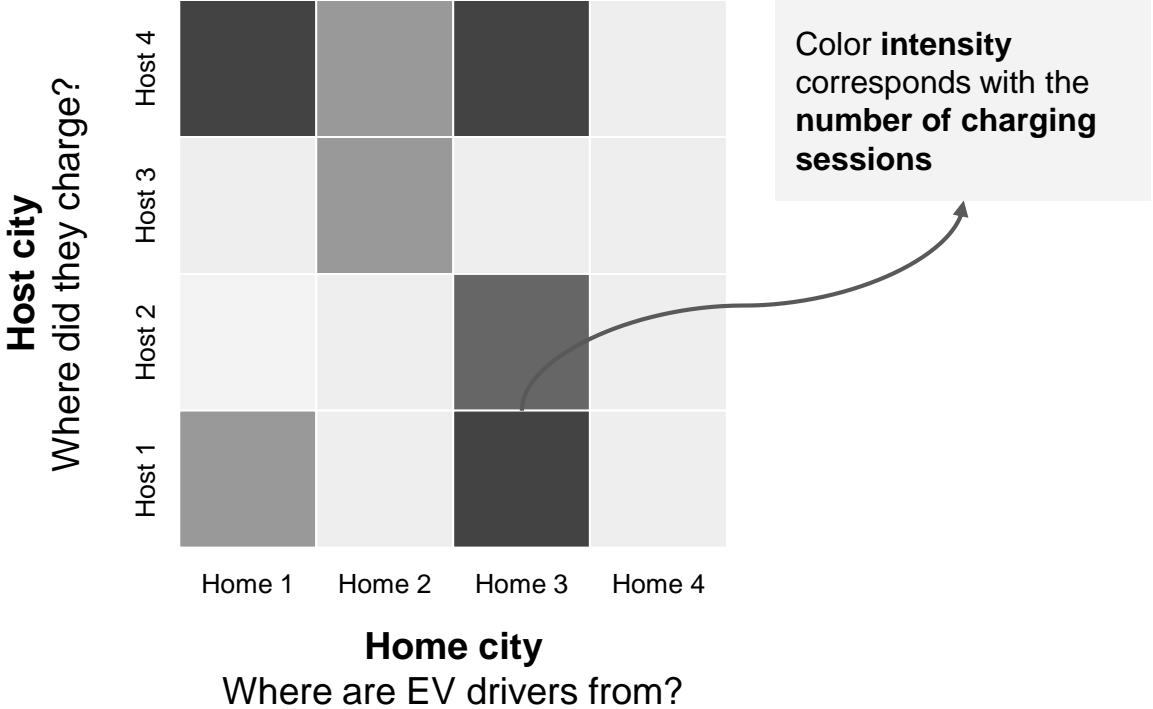 Color intensity
corresponds with the
number of charging
sessions
Host city
Where did they charge?
Host 4
Host 3
Host 2
Host 1
Home 1
Home 2
Home 3
Home 4
Home city
Where are EV drivers from?